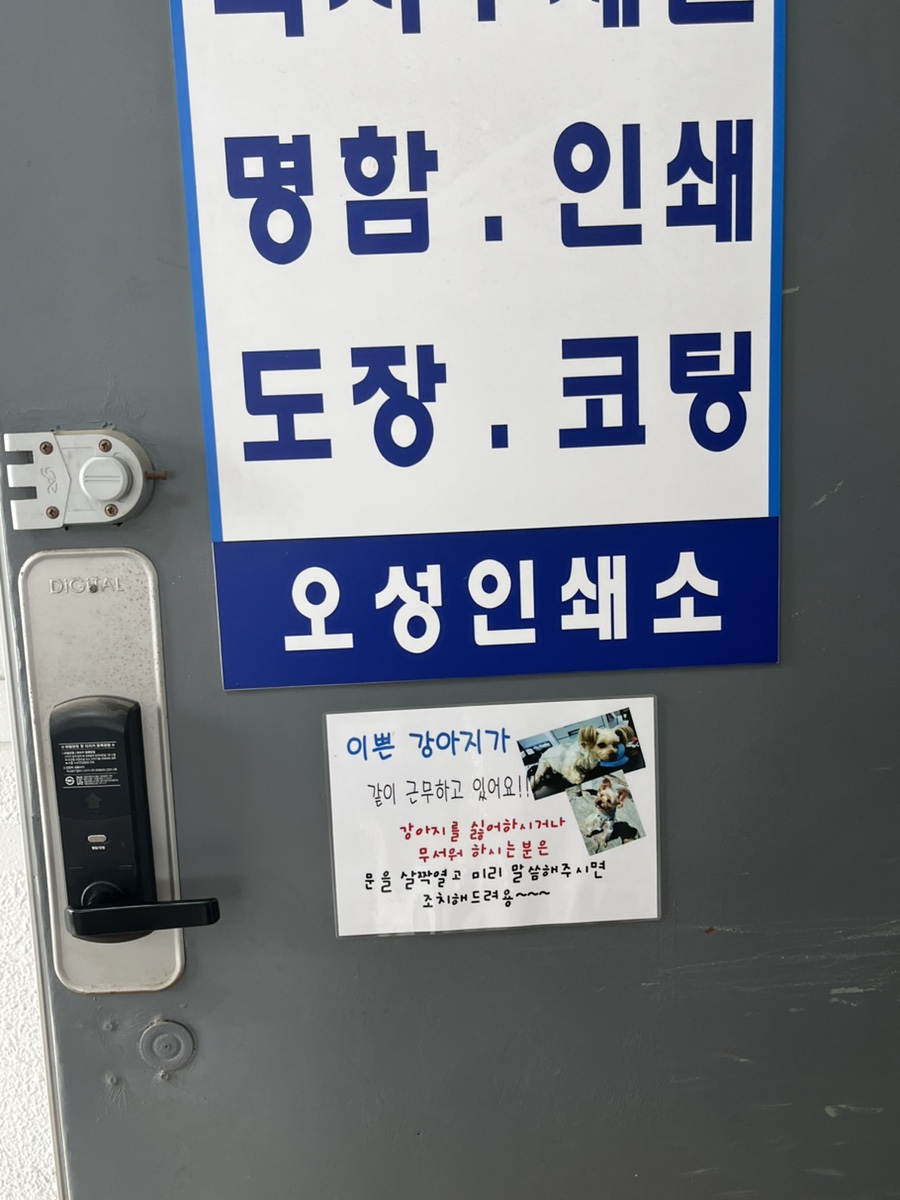 명함 . 인쇄
도장 . 코팅
오성인쇄소
이쁜 강아지가
같이 근무하고 있어요!!
강아지를 싫어하시거나
무서워 하시는분은
문을 살짝열고 미리 말씀해주시면
조치해드려용~~~
DIGITAL